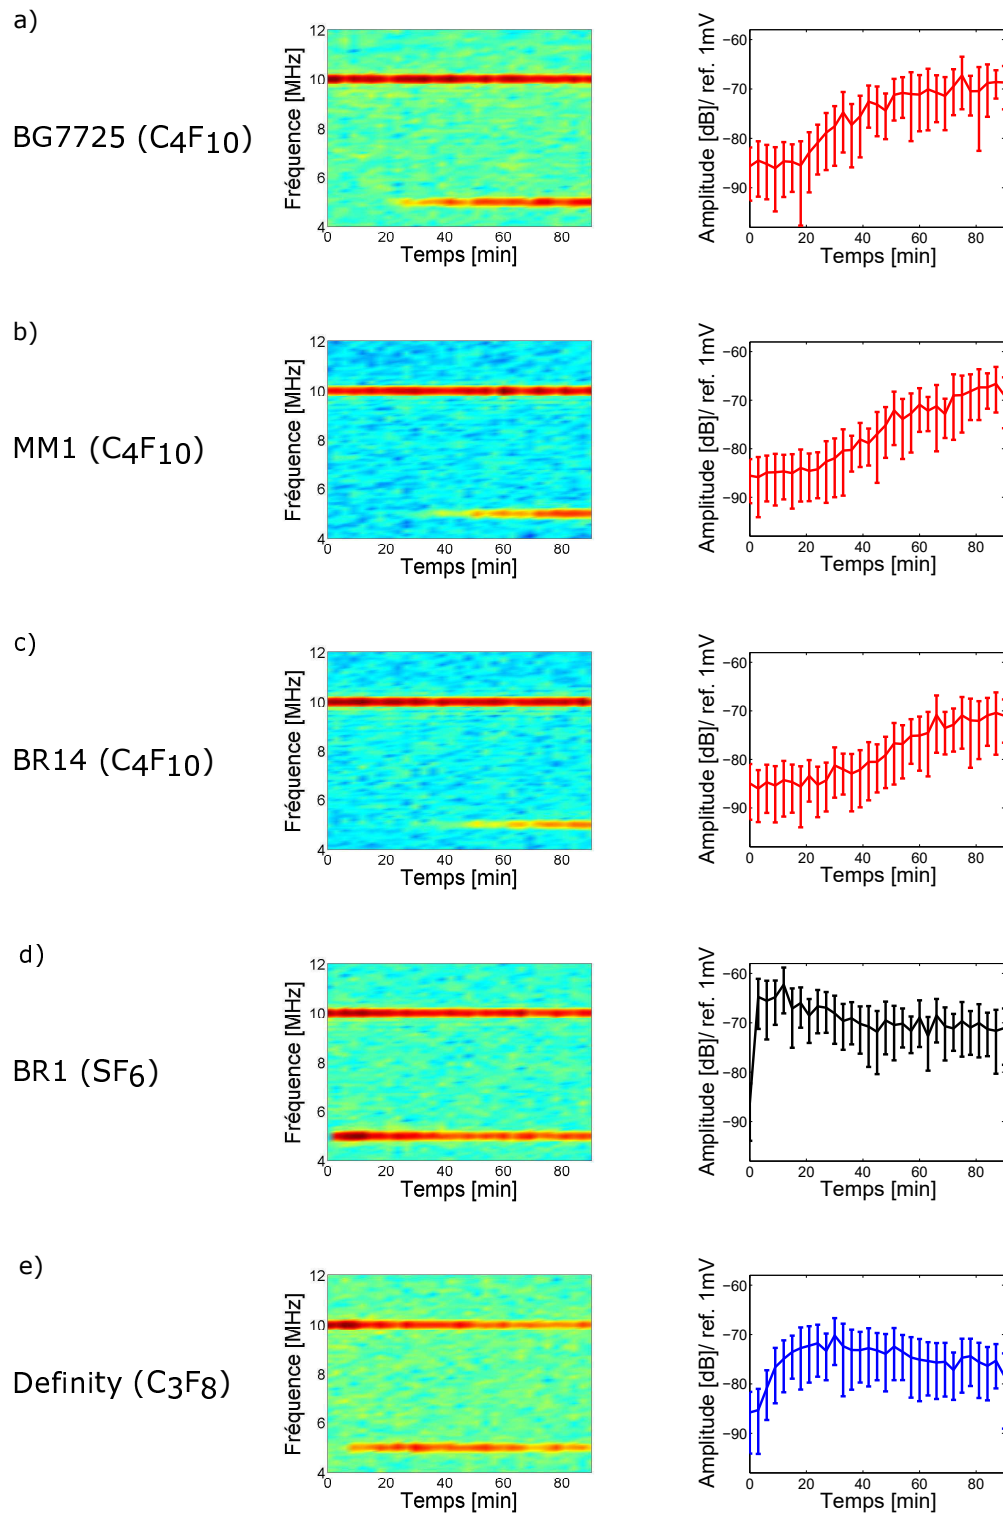 a)
BG7725 (C4F10)
Fréquence [MHz]
12
10
8
6
4
0 20 40 60 80
Temps [min]
Amplitude [dB]/ ref. 1mV
−60
−70
−80
−90
0 20 40 60 80
Temps [min]
b)
MM1 (C4F10)
Fréquence [MHz]
12
10
8
6
4
0 20 40 60 80
Temps [min]
Amplitude [dB]/ ref. 1mV
−60
−70
−80
−90
0 20 40 60 80
Temps [min]
c)
BR14 (C4F10)
Fréquence [MHz]
12
10
8
6
4
0 20 40 60 80
Temps [min]
Amplitude [dB]/ ref. 1mV
−60
−70
−80
−90
0 20 40 60 80
Temps [min]
d)
BR1 (SF6)
Fréquence [MHz]
12
10
8
6
4
0 20 40 60 80
Temps [min]
Amplitude [dB]/ ref. 1mV
−60
−70
−80
−90
0 20 40 60 80
Temps [min]
e)
Definity (C3F8)
Fréquence [MHz]
12
10
8
6
4
0 20 40 60 80
Temps [min]
Amplitude [dB]/ ref. 1mV
−60
−70
−80
−90
0 20 40 60 80
Temps [min]